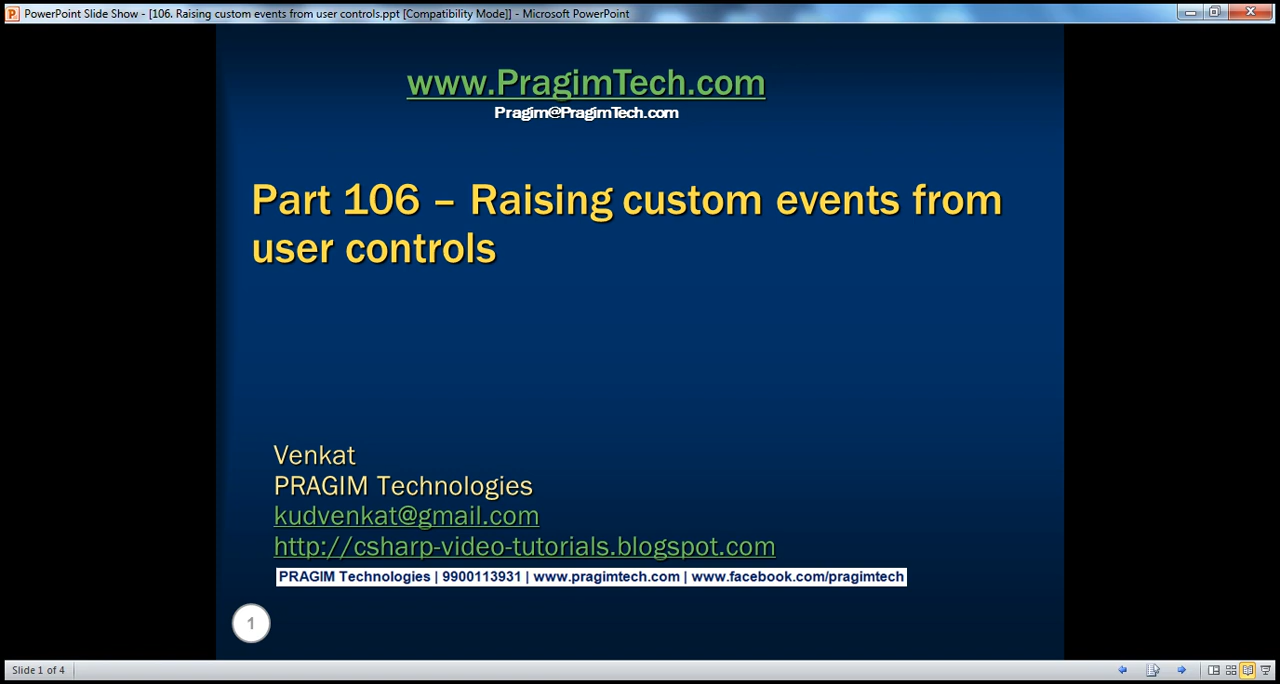 PowerPoint Slide Show - [106. Raising custom events from user controls.ppt [Compatibility Mode]] - Microsoft PowerPoint
www.PragimTech.com
Pragim@PragimTech.com
Part 106 – Raising custom events from
user controls
Venkat
PRAGIM Technologies
kudvenkat@gmail.com
http://csharp-video-tutorials.blogspot.com
PRAGIM Technologies | 9900113931 | www.pragimtech.com | www.facebook.com/pragimtech
1
Slide 1 of 4